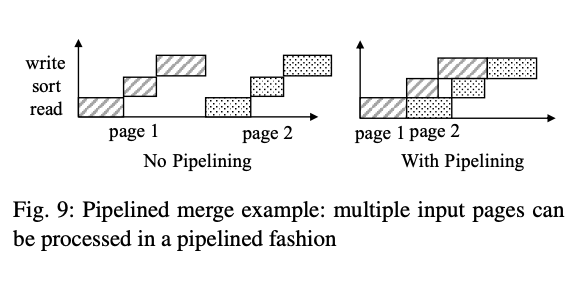 write
sort
read
page 1
page 2
No Pipelining
page 1 page 2
With Pipelining
Fig. 9: Pipelined merge example: multiple input pages can
be processed in a pipelined fashion